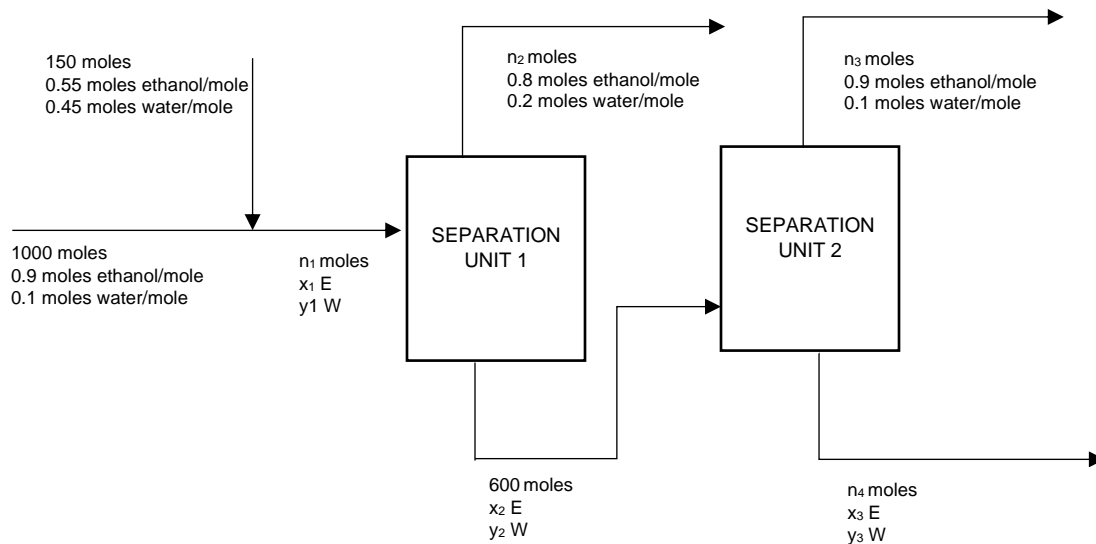 150 moles
0.55 moles ethanol/mole
0.45 moles water/mole
n₂ moles
0.8 moles ethanol/mole
0.2 moles water/mole
n₃ moles
0.9 moles ethanol/mole
0.1 moles water/mole
1000 moles
0.9 moles ethanol/mole
0.1 moles water/mole
n₁ moles
x₁ E
y1 W
SEPARATION
UNIT 1
SEPARATION
UNIT 2
600 moles
x₂ E
y₂ W
n₄ moles
x₃ E
y₃ W